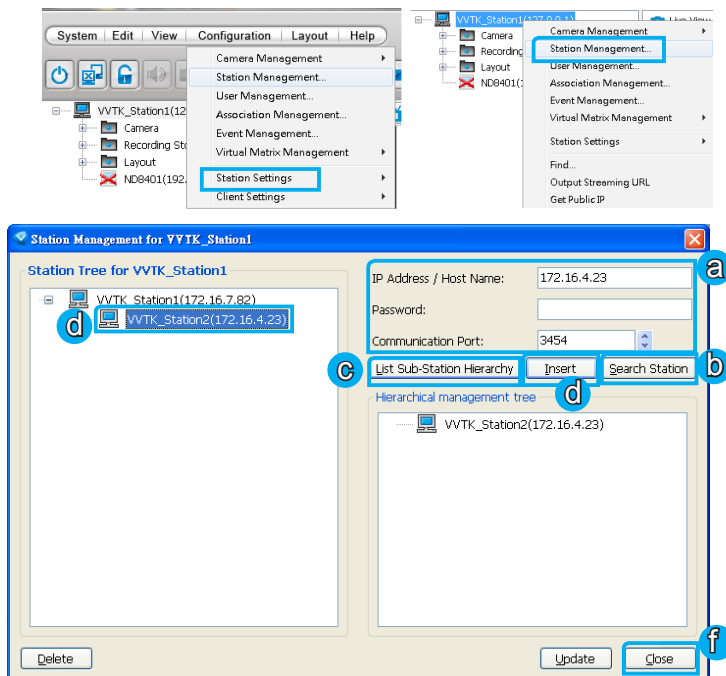 System Edit View Configuration Layout Help
Camera Management
Station Management...
User Management...
Association Management...
Event Management...
Virtual Matrix Management
Station Settings
Client Settings
VVTK_Station1(12
Camera
Recording Sto
Layout
ND8401(192.
VVTK_Station1(127.0.0.1)
Camera
Recording
Layout
ND8401(1
Live View
Camera Management
Station Management...
User Management...
Association Management...
Event Management...
Virtual Matrix Management
Station Settings
Find...
Output Streaming URL
Get Public IP
Station Management for VVTK_Station1
Station Tree for VVTK_Station1
VVTK_Station1(172.16.7.82)
d
VVTK_Station2(172.16.4.23)
a
IP Address / Host Name: 172.16.4.23
Password:
Communication Port: 3454
c
List Sub-Station Hierarchy Insert Search Station
b
d
Hierarchical management tree
VVTK_Station2(172.16.4.23)
Delete Update Close
f